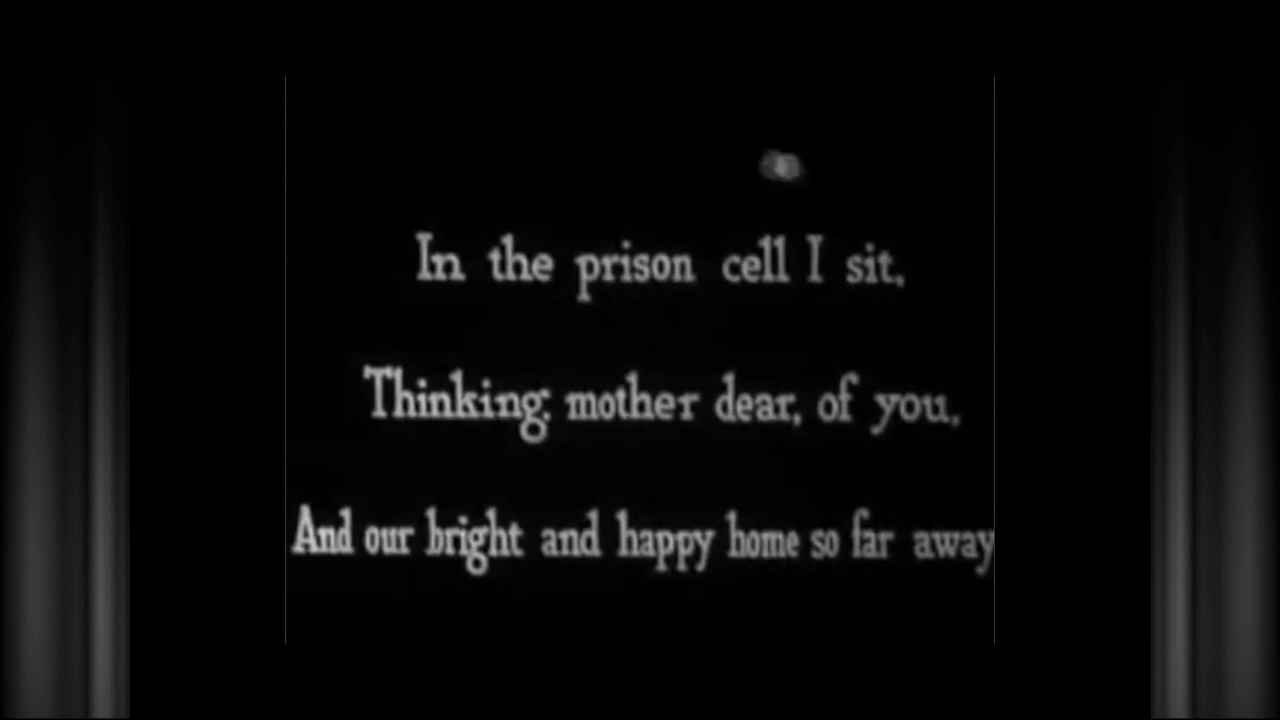 In the prison cell I sit,
Thinking, mother dear, of you,
And our bright and happy home so far away